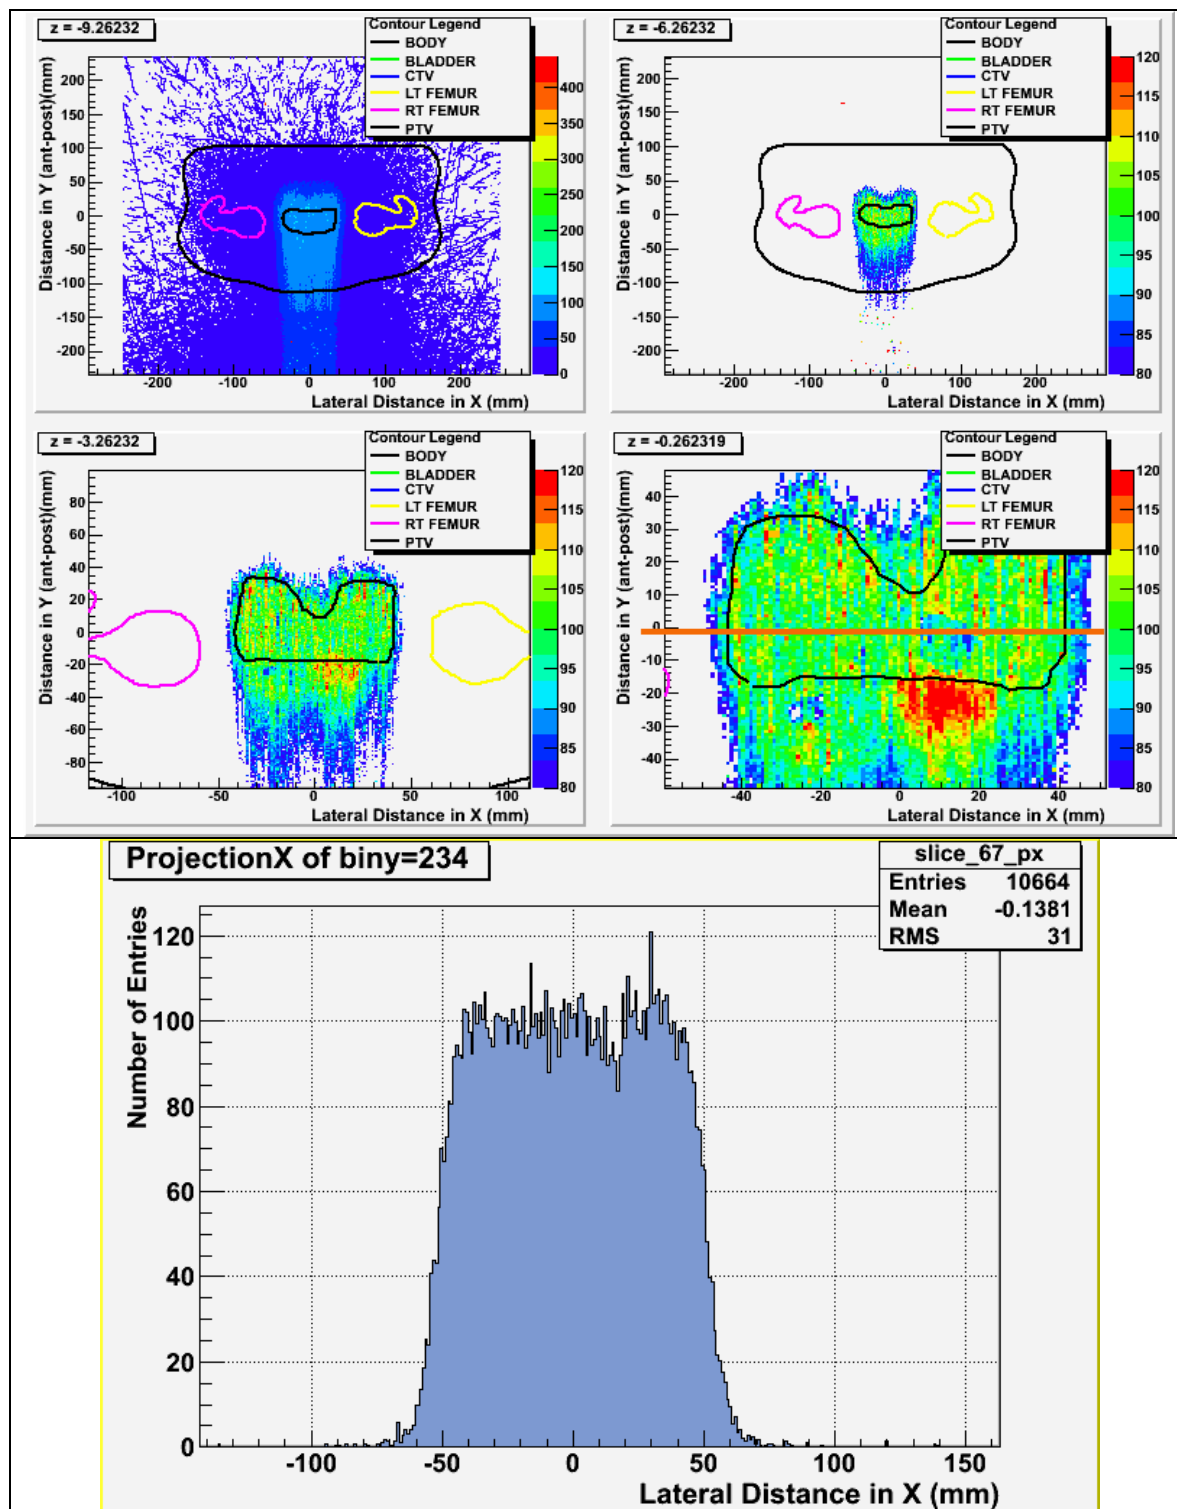 z = -9.26232
Contour Legend
BODY
BLADDER
CTV
LT FEMUR
RT FEMUR
PTV
Distance in Y (ant-post)(mm)
200
150
100
50
0
-50
-100
-150
-200
-200 -100 0 100 200
Lateral Distance in X (mm)
400
350
300
250
200
150
100
50
0
z = -6.26232
Contour Legend
BODY
BLADDER
CTV
LT FEMUR
RT FEMUR
PTV
Distance in Y (ant-post)(mm)
200
150
100
50
0
-50
-100
-150
-200
-200 -100 0 100 200
Lateral Distance in X (mm)
120
115
110
105
100
95
90
85
80
z = -3.26232
Contour Legend
BODY
BLADDER
CTV
LT FEMUR
RT FEMUR
PTV
Distance in Y (ant-post)(mm)
80
60
40
20
0
-20
-40
-60
-80
-100 -50 0 50 100
Lateral Distance in X (mm)
120
115
110
105
100
95
90
85
80
z = -0.262319
Contour Legend
BODY
BLADDER
CTV
LT FEMUR
RT FEMUR
PTV
Distance in Y (ant-post)(mm)
40
30
20
10
0
-10
-20
-30
-40
-40 -20 0 20 40
Lateral Distance in X (mm)
120
115
110
105
100
95
90
85
80
ProjectionX of biny=234
slice_67_px
Entries 10664
Mean -0.1381
RMS 31
Number of Entries
120
100
80
60
40
20
0
-100 -50 0 50 100 150
Lateral Distance in X (mm)